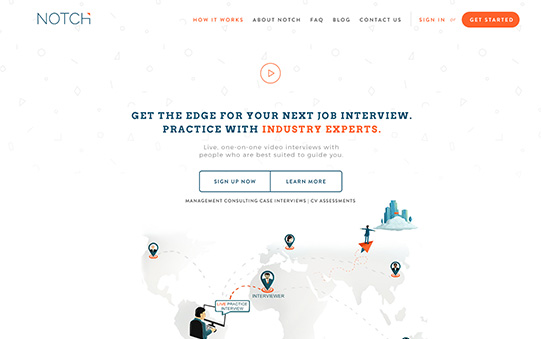 NOTCH
HOW IT WORKS ABOUT NOTCH FAQ BLOG CONTACT US SIGN IN or GET STARTED
GET THE EDGE FOR YOUR NEXT JOB INTERVIEW.
PRACTICE WITH INDUSTRY EXPERTS.
Live, one-on-one video interviews with
people who are best suited to guide you.
SIGN UP NOW LEARN MORE
MANAGEMENT CONSULTING CASE INTERVIEWS | CV ASSESSMENTS
INTERVIEWER
LIVE PRACTICE
INTERVIEW